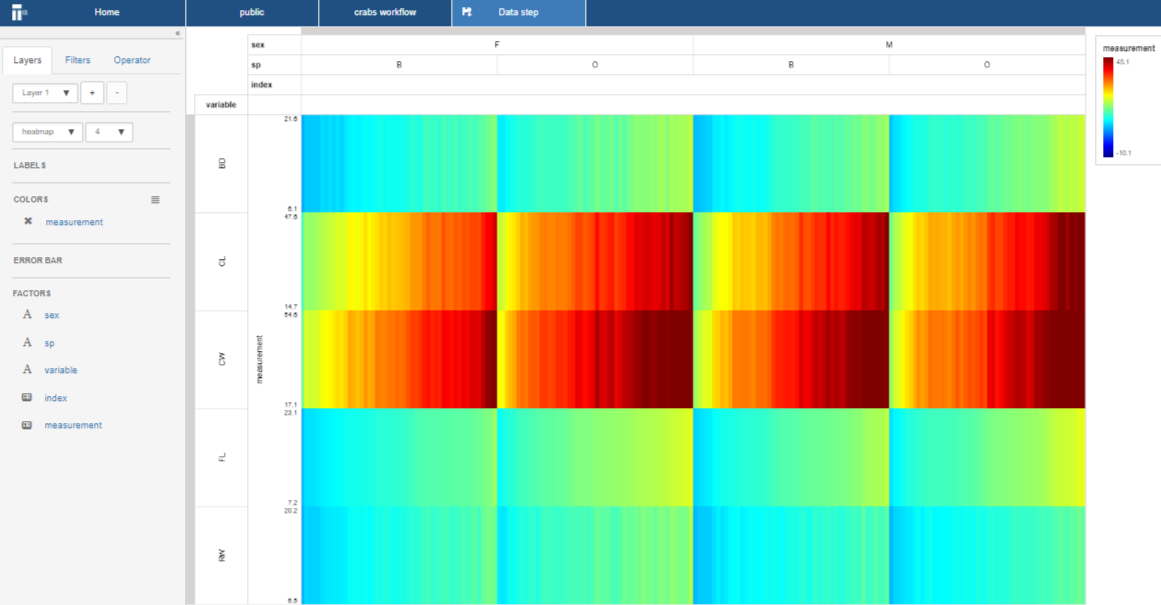 Home
public
crabs workflow
Data step
«
Layers
Filters
Operator
Layer 1
+
-
heatmap
4
LABELS
COLORS
measurement
ERROR BAR
FACTORS
A sex
A sp
A variable
index
measurement
sex F M
sp B O B O
index
variable
BD
21.6
6.1
CL
47.6
14.7
CW
54.6
17.1
FL
23.1
7.2
RW
20.2
6.5
measurement
measurement
45.1
-10.1